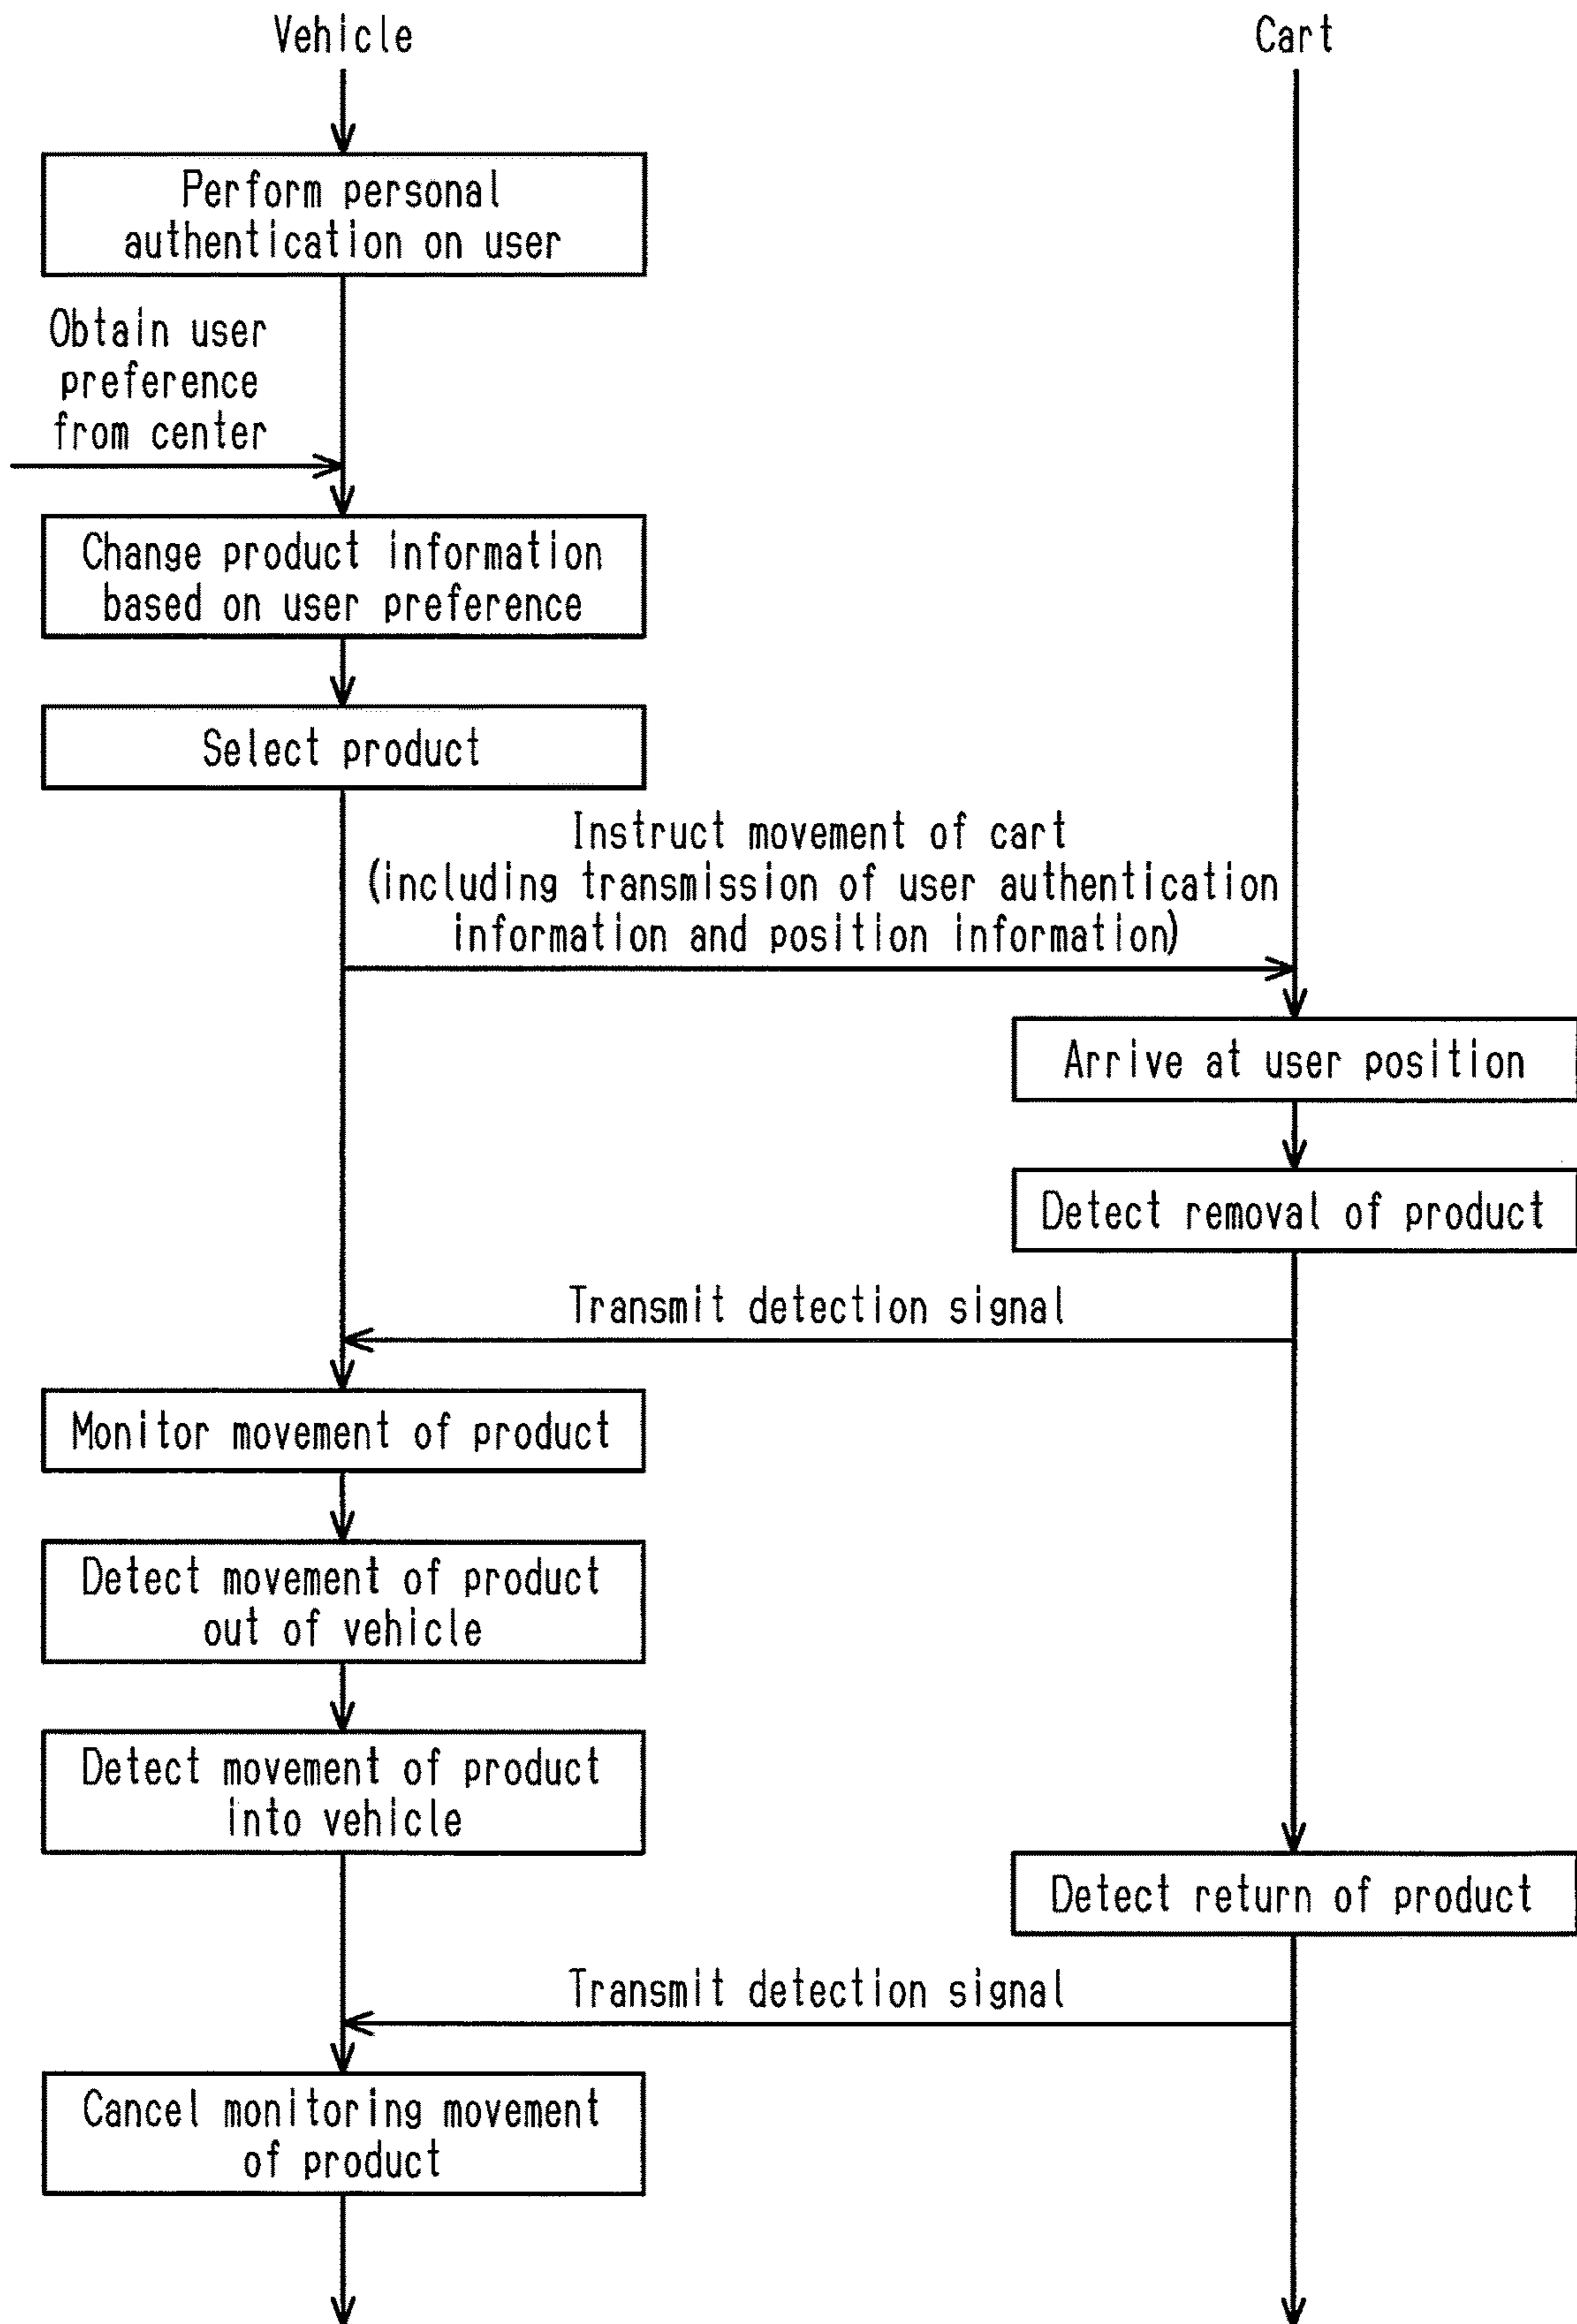 Vehicle
Cart
Perform personal
authentication on user
Obtain user
preference
from center
Change product information
based on user preference
Select product
Instruct movement of cart
(including transmission of user authentication
information and position information)
Arrive at user position
Detect removal of product
Transmit detection signal
Monitor movement of product
Detect movement of product
out of vehicle
Detect movement of product
into vehicle
Detect return of product
Transmit detection signal
Cancel monitoring movement
of product